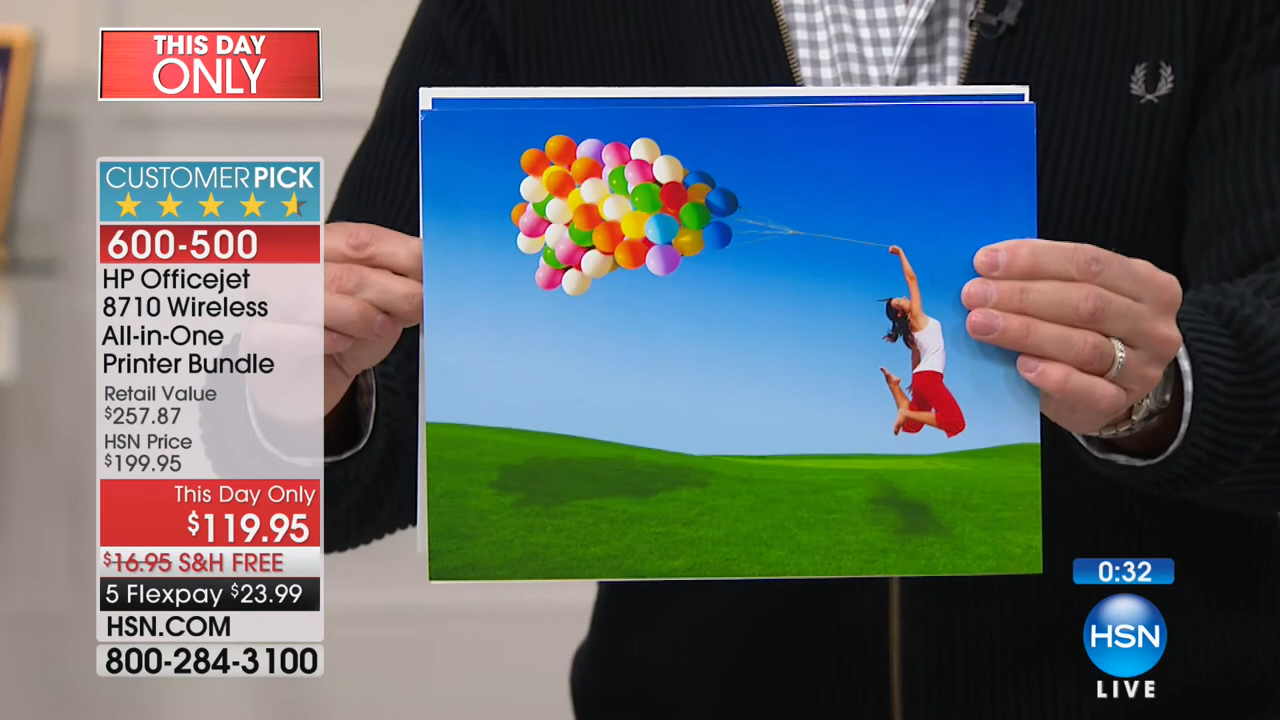 THIS DAY
ONLY
CUSTOMER PICK
600-500
HP Officejet
8710 Wireless
All-in-One
Printer Bundle
Retail Value
$257.87
HSN Price
$199.95
This Day Only
$119.95
$16.95 S&H FREE
5 Flexpay $23.99
HSN.COM
800-284-3100
0:32
HSN
LIVE